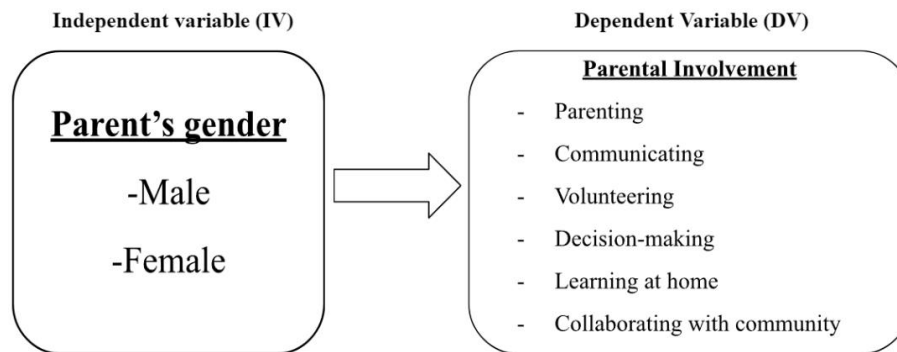 Independent variable (IV)
Parent’s gender
-Male
-Female
Dependent Variable (DV)
Parental Involvement
- Parenting
- Communicating
- Volunteering
- Decision-making
- Learning at home
- Collaborating with community